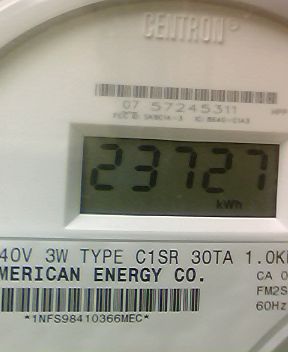 CENTRON®
07 57245311
23727
kWh
40V 3W TYPE C1SR 30TA 1.0K
MERICAN ENERGY CO.
CA 0
FM2S
60Hz
*1NFS98410366MEC*